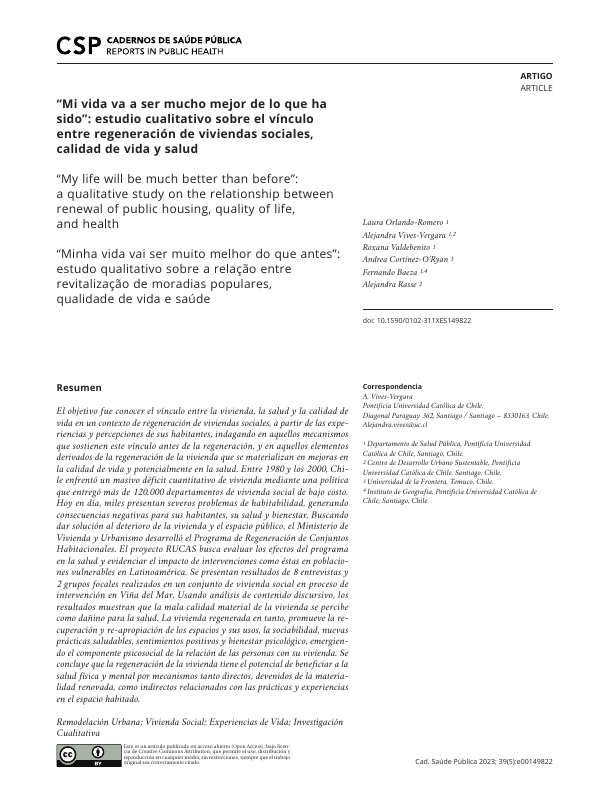 CSP CADERNOS DE SAÚDE PÚBLICA
REPORTS IN PUBLIC HEALTH
ARTIGO
ARTICLE
“Mi vida va a ser mucho mejor de lo que ha
sido”: estudio cualitativo sobre el vínculo
entre regeneración de viviendas sociales,
calidad de vida y salud
“My life will be much better than before”:
a qualitative study on the relationship between
renewal of public housing, quality of life,
and health
“Minha vida vai ser muito melhor do que antes”:
estudo qualitativo sobre a relação entre
revitalização de moradias populares,
qualidade de vida e saúde
Laura Orlando-Romero 1
Alejandra Vives-Vergara 1,2
Roxana Valdebenito 1
Andrea Cortinez-O’Ryan 3
Fernando Baeza 1,4
Alejandra Rasse 2
doi: 10.1590/0102-311XES149822
Resumen
El objetivo fue conocer el vínculo entre la vivienda, la salud y la calidad de
vida en un contexto de regeneración de viviendas sociales, a partir de las expe-
riencias y percepciones de sus habitantes, indagando en aquellos mecanismos
que sostienen este vínculo antes de la regeneración, y en aquellos elementos
derivados de la regeneración de la vivienda que se materializan en mejoras en
la calidad de vida y potencialmente en la salud. Entre 1980 y los 2000, Chi-
le enfrentó un masivo déficit cuantitativo de vivienda mediante una política
que entregó más de 120.000 departamentos de vivienda social de bajo costo.
Hoy en día, miles presentan severos problemas de habitabilidad, generando
consecuencias negativas para sus habitantes, su salud y bienestar. Buscando
dar solución al deterioro de la vivienda y el espacio público, el Ministerio de
Vivienda y Urbanismo desarrolló el Programa de Regeneración de Conjuntos
Habitacionales. El proyecto RUCAS busca evaluar los efectos del programa
en la salud y evidenciar el impacto de intervenciones como éstas en poblacio-
nes vulnerables en Latinoamérica. Se presentan resultados de 8 entrevistas y
2 grupos focales realizados en un conjunto de vivienda social en proceso de
intervención en Viña del Mar. Usando análisis de contenido discursivo, los
resultados muestran que la mala calidad material de la vivienda se percibe
como dañino para la salud. La vivienda regenerada en tanto, promueve la re-
cuperación y re-apropiación de los espacios y sus usos, la sociabilidad, nuevas
prácticas saludables, sentimientos positivos y bienestar psicológico, emergien-
do el componente psicosocial de la relación de las personas con su vivienda. Se
concluye que la regeneración de la vivienda tiene el potencial de beneficiar a la
salud física y mental por mecanismos tanto directos, devenidos de la materia-
lidad renovada, como indirectos relacionados con las prácticas y experiencias
en el espacio habitado.
Remodelación Urbana; Vivienda Social; Experiencias de Vida; Investigación
Cualitativa
Correspondencia
A. Vives-Vergara
Pontificia Universidad Católica de Chile.
Diagonal Paraguay 362, Santiago / Santiago – 8330163, Chile.
Alejandra.vives@uc.cl
1 Departamento de Salud Pública, Pontificia Universidad
Católica de Chile, Santiago, Chile.
2 Centro de Desarrollo Urbano Sustentable, Pontificia
Universidad Católica de Chile, Santiago, Chile.
3 Universidad de la Frontera, Temuco, Chile.
4 Instituto de Geografía, Pontificia Universidad Católica de
Chile, Santiago, Chile.
cc BY
Este es un artículo publicado en acceso abierto (Open Access), bajo licen-
cia de Creative Commons Attribution, que permite el uso, distribución y
reproducción en cualquier medio, sin restricciones, siempre que el trabajo
original sea correctamente citado.
Cad. Saúde Pública 2023; 39(5):e00149822